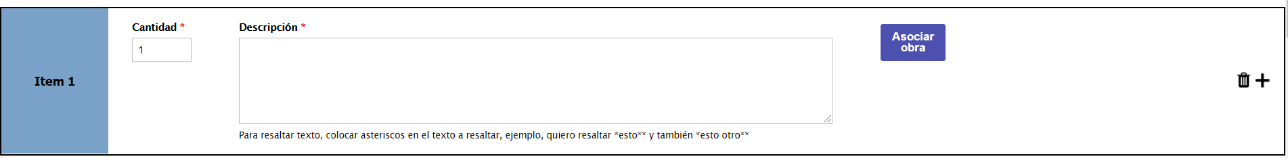 Cantidad *
Descripción *
Asociar
obra
1
Item 1
Para resaltar texto, colocar asteriscos en el texto a resaltar, ejemplo, quiero resaltar *esto** y también *esto otro**